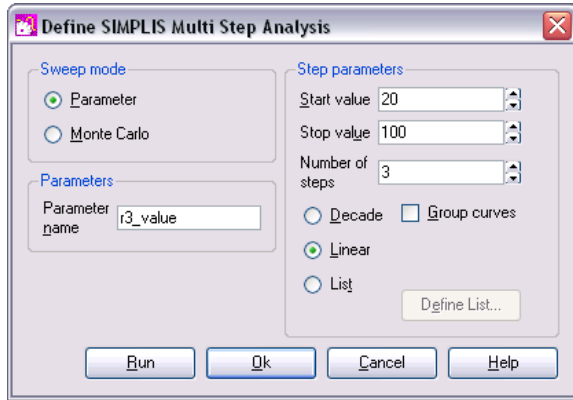 Define SIMPLIS Multi Step Analysis
Sweep mode
Parameter
Monte Carlo
Parameters
Parameter
name
r3_value
Step parameters
Start value 20
Stop value 100
Number of
steps
3
Decade
Group curves
Linear
List
Define List...
Run
Ok
Cancel
Help